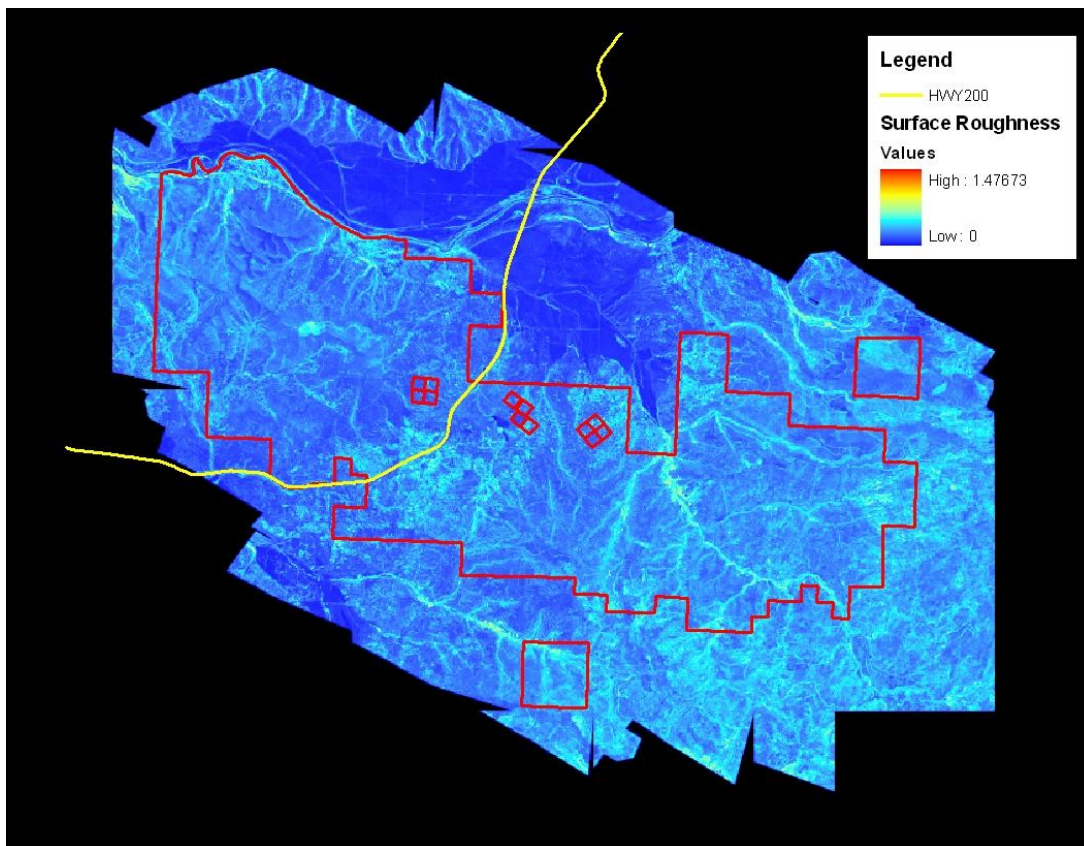 Legend
HWY200
Surface Roughness
Values
High : 1.47673
Low : 0